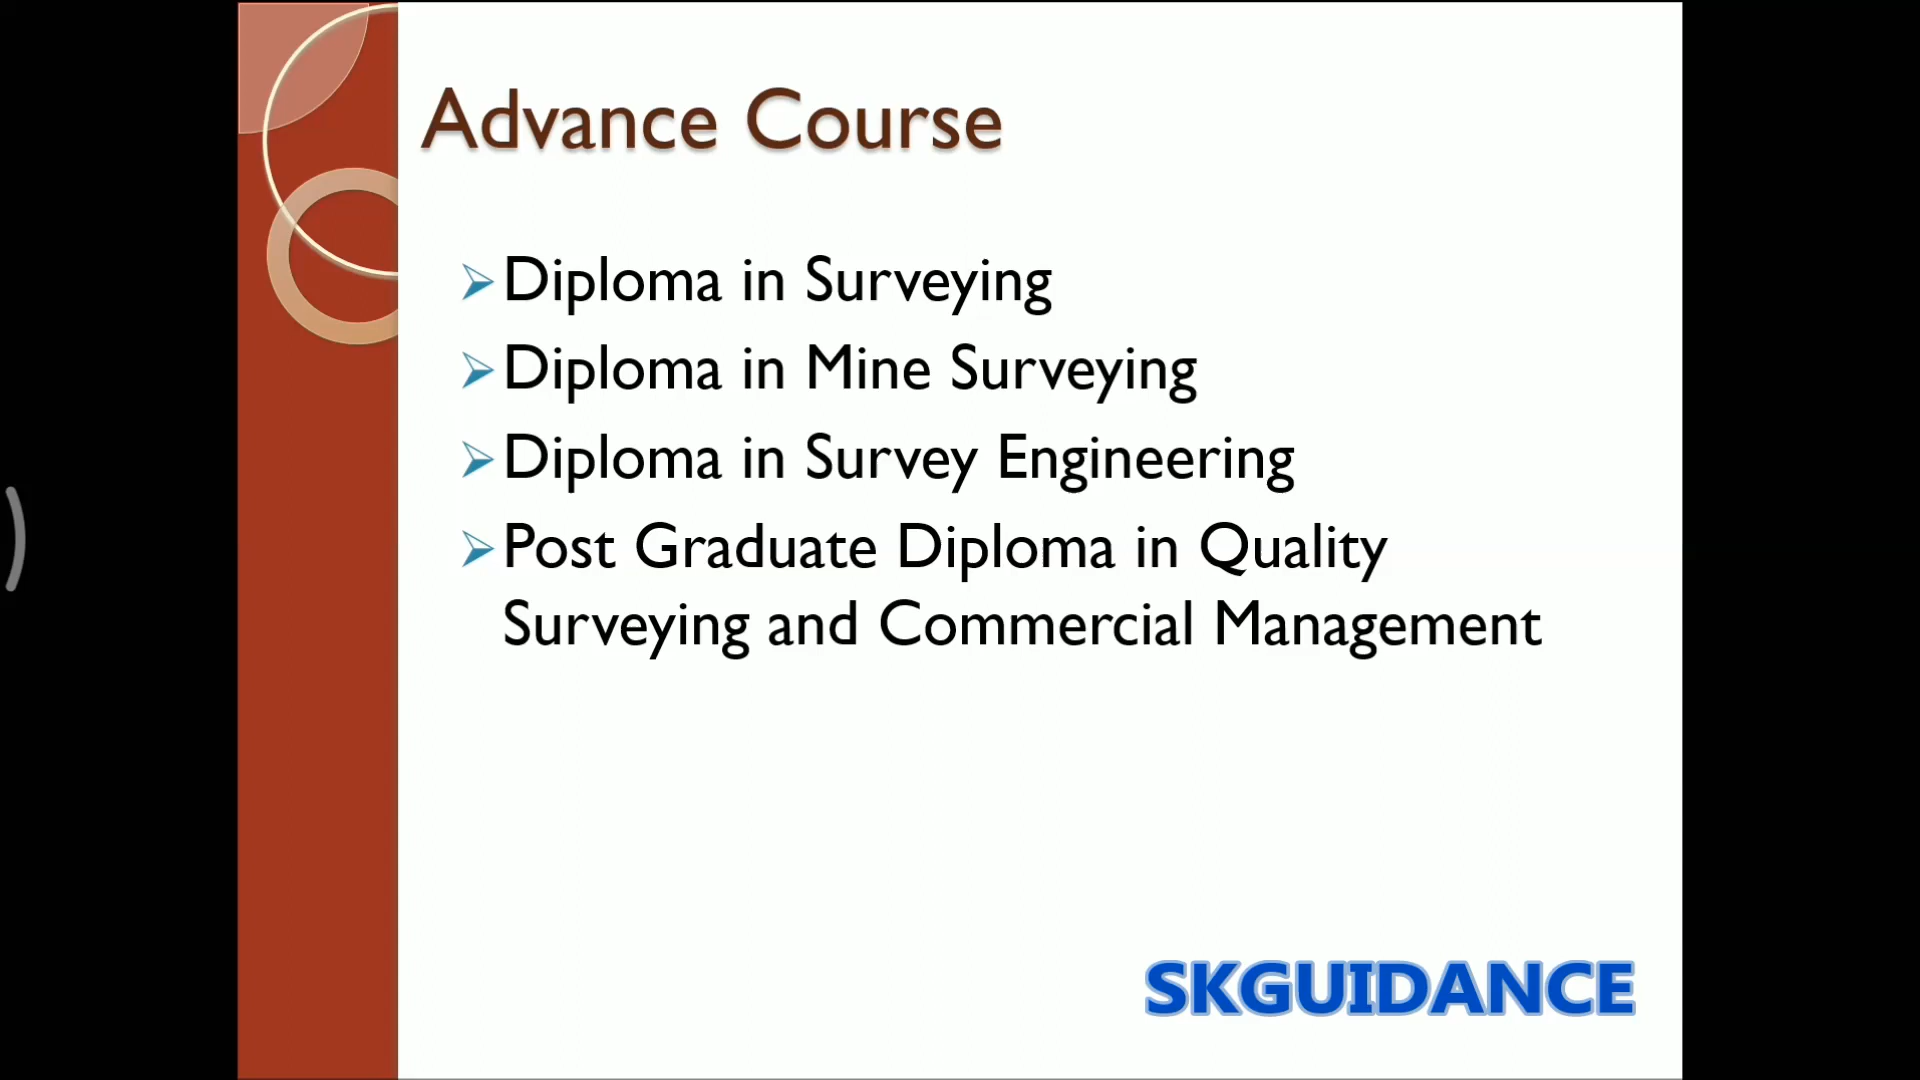 Advance Course
Diploma in Surveying
Diploma in Mine Surveying
Diploma in Survey Engineering
Post Graduate Diploma in Quality
Surveying and Commercial Management
SKGUIDANCE